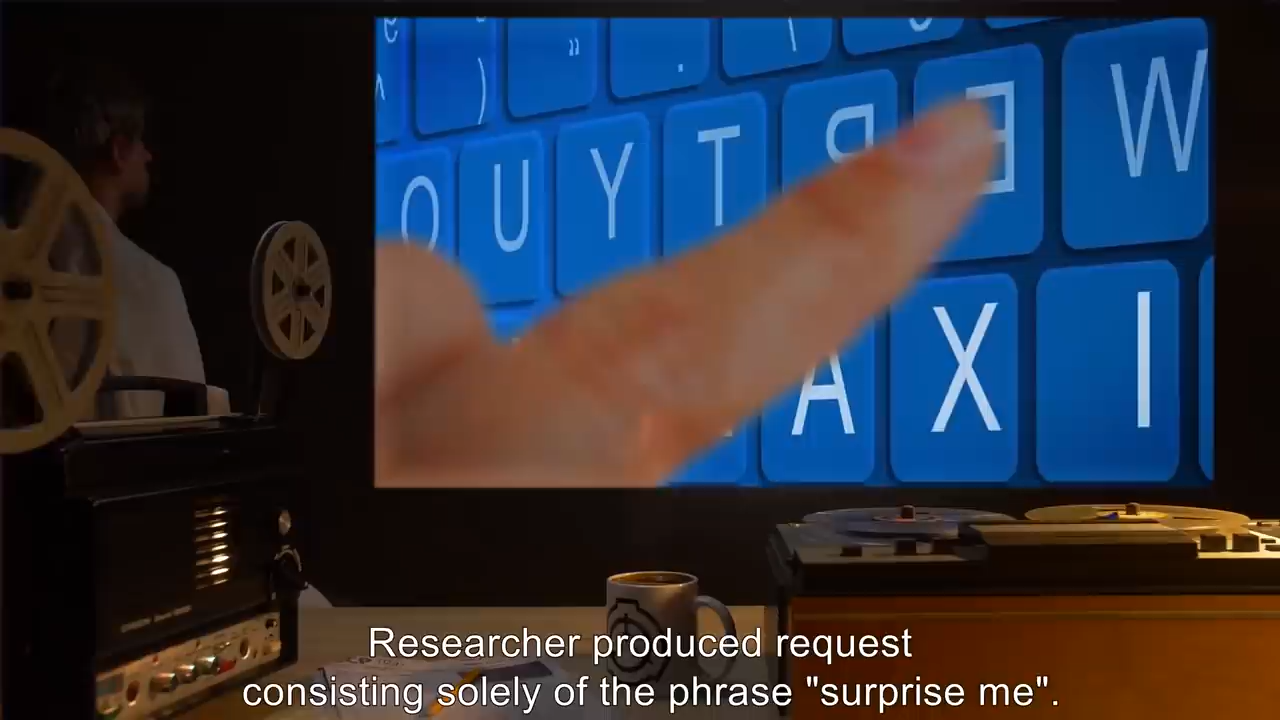 O U Y T R E W
A X I
Researcher produced request
consisting solely of the phrase "surprise me".